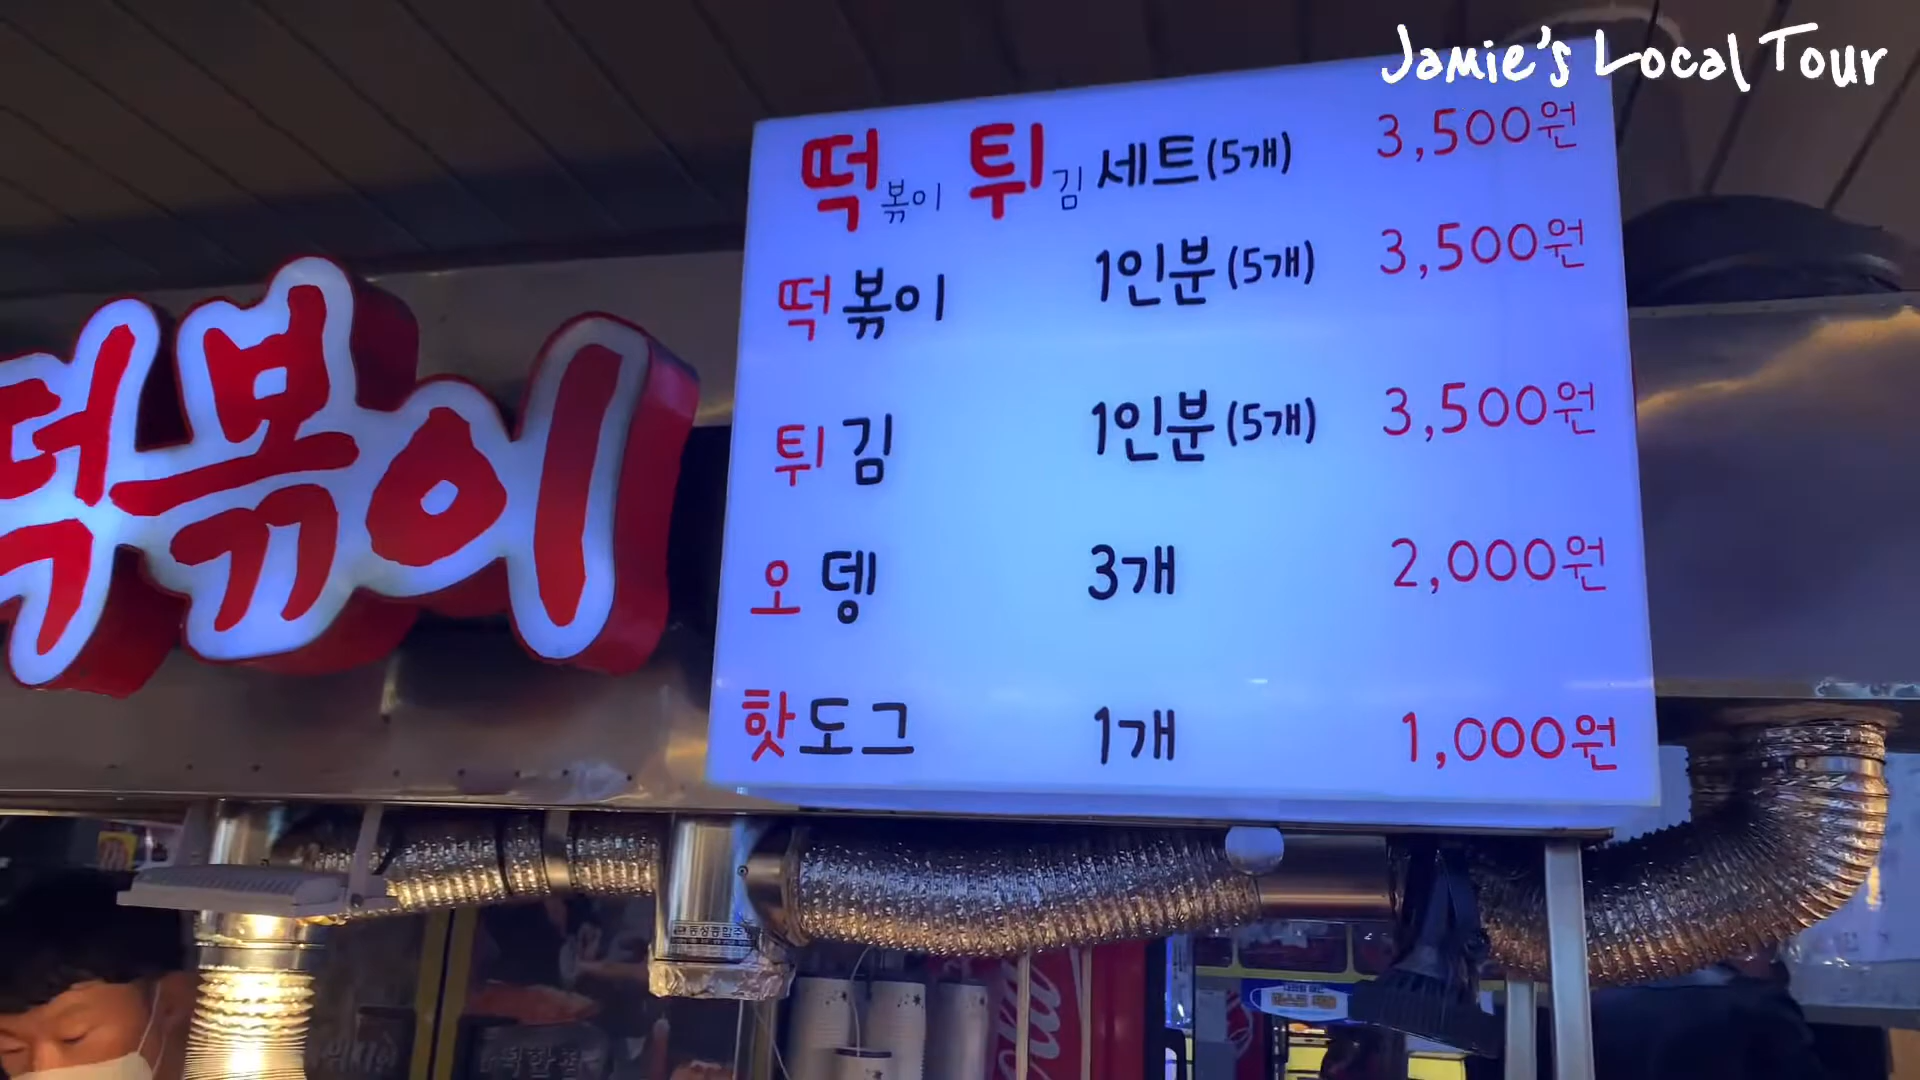 Jamie's Local Tour
떡볶이 튀김 세트(5개) 3,500원
떡볶이 1인분(5개) 3,500원
튀김 1인분(5개) 3,500원
오뎅 3개 2,000원
핫도그 1개 1,000원
떡볶이